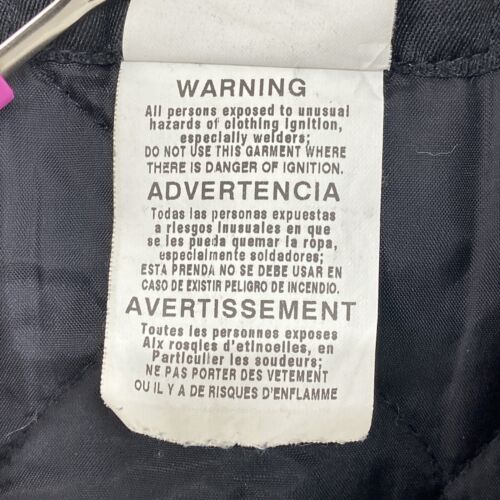 WARNING
All persons exposed to unusual
hazards of clothing ignition,
especially welders;
DO NOT USE THIS GARMENT WHERE
THERE IS DANGER OF IGNITION.
ADVERTENCIA
Todas las personas expuestas
a riesgos inusuales en que
se les pueda quemar la ropa,
especialmente soldadores;
ESTA PRENDA NO SE DEBE USAR EN
CASO DE EXISTIR PELIGRO DE INCENDIO.
AVERTISSEMENT
Toutes les personnes exposes
Aix rosqies d'etincelles, en
Particulier les soudeurs;
NE PAS PORTER DES VETEMENT
OU IL Y A DE RISQUES D'ENFLAMME